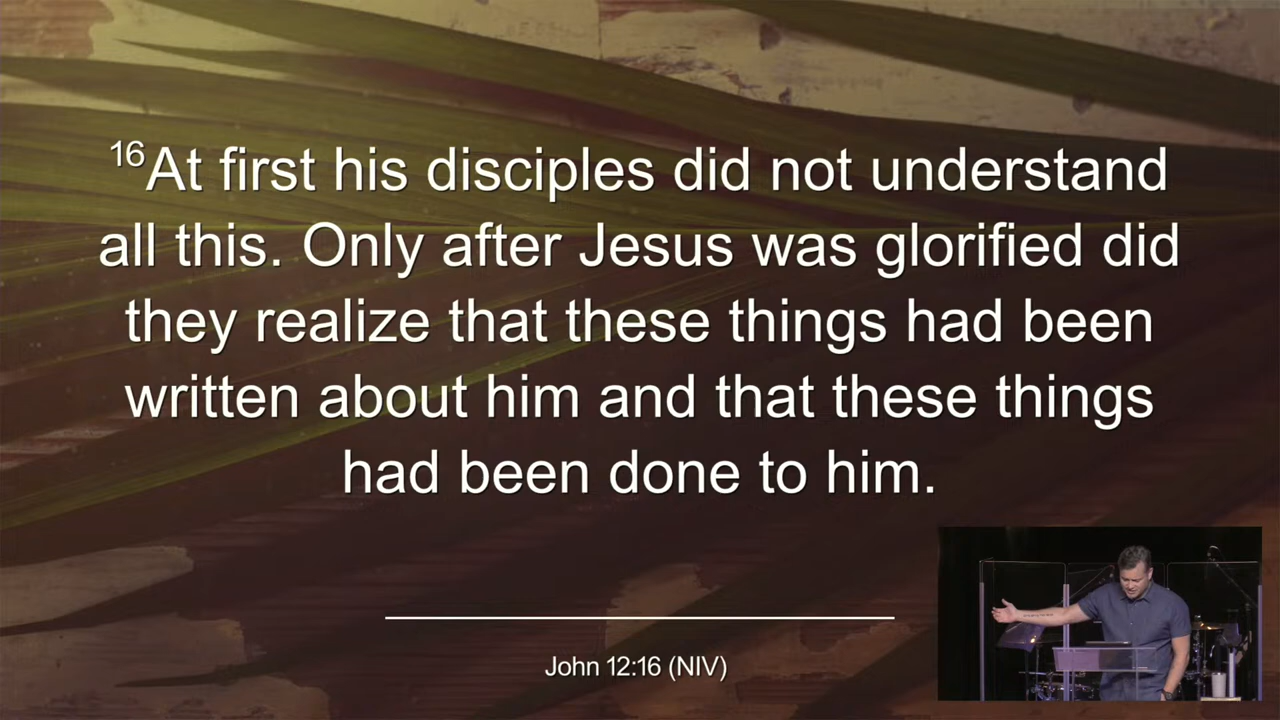 16At first his disciples did not understand
all this. Only after Jesus was glorified did
they realize that these things had been
written about him and that these things
had been done to him.
John 12:16 (NIV)